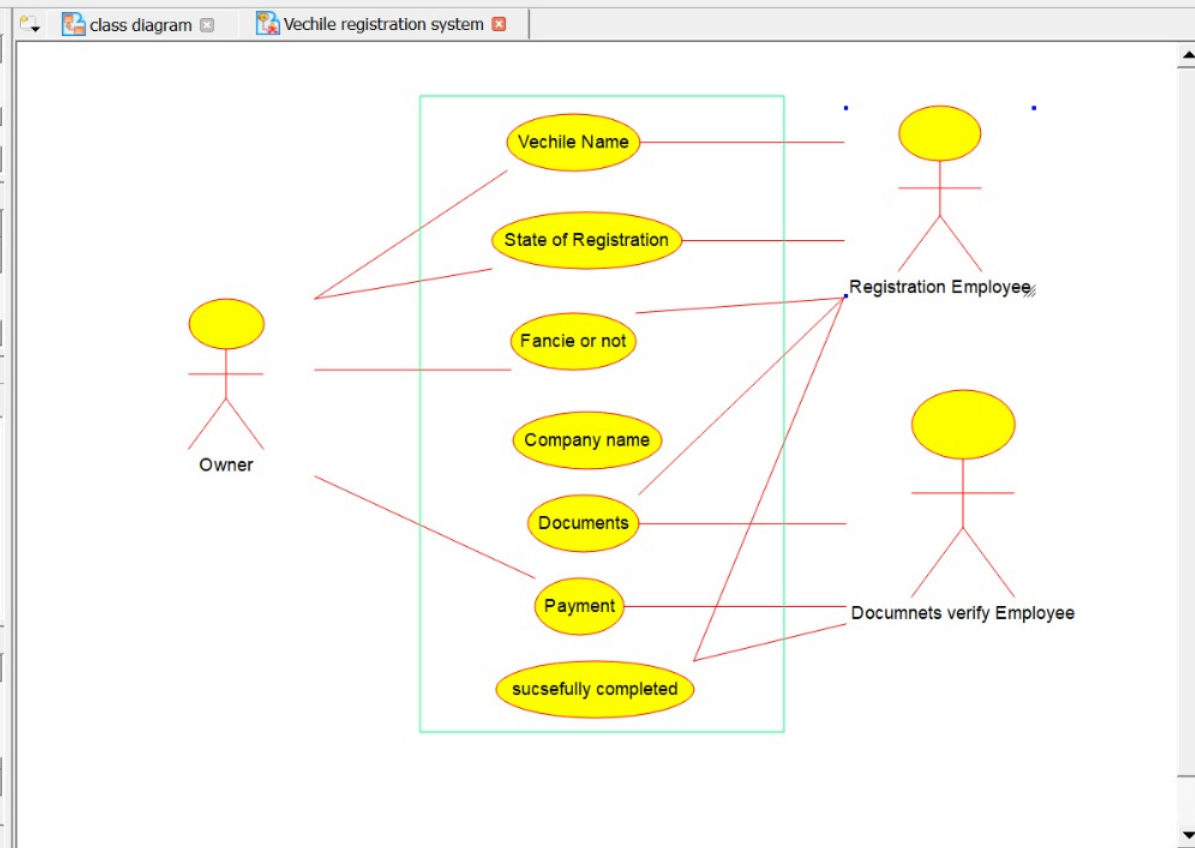 class diagram
Vechile registration system
Vechile Name
State of Registration
Registration Employee
Fancie or not
Company name
Owner
Documents
Payment
Documnets verify Employee
sucsefully completed